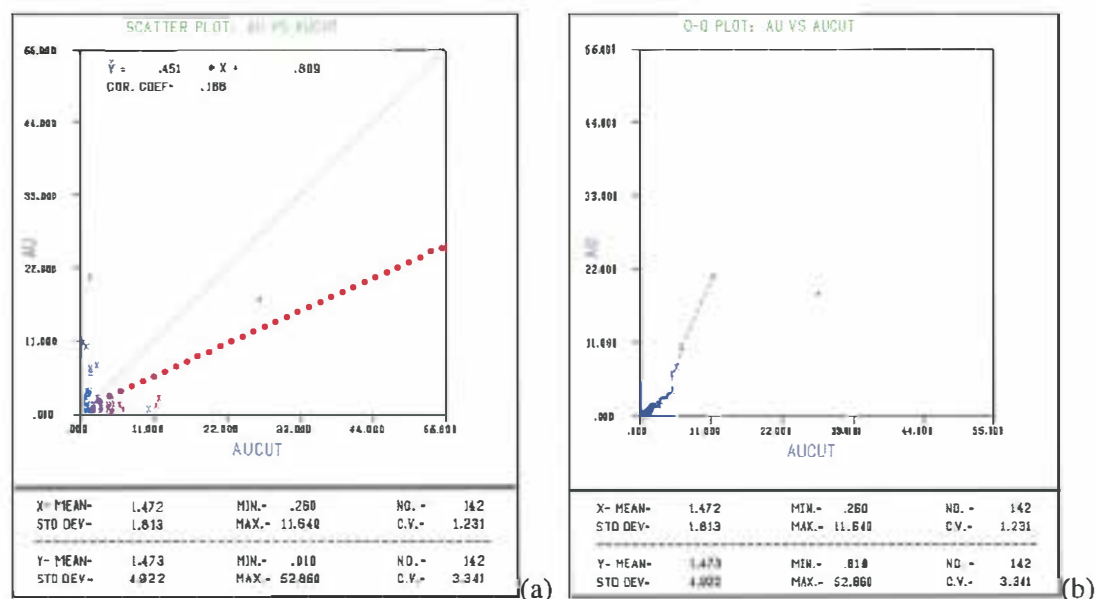 SCATTER PLOT: AU VS AUCUT
Y = .451 * X + .809
COR. COEF- .166
44.000
33.000
22.000
11.000
.010
.000 11.000 22.000 33.000 44.000
AU
AUCUT
X- MEAN- 1.472 MIN.- .260 NO. - 142
STD DEV- 1.813 MAX.- 11.640 C.V.- 1.231
Y- MEAN- 1.473 MIN.- .010 NO. - 142
STD DEV- 4.922 MAX - 52.860 C.V.- 3.341
(a)
Q-Q PLOT: AU VS AUCUT
33.000
.000
11.000
AU
AUCUT
X- MEAN- 1.472 MIN.- .260 NO. - 142
STD DEV- 1.813 MAX.- 11.640 C.V.- 1.231
Y- MEAN- 1.473 MIN.- NO. - 142
STD DEV- 4.922 MAX.- 52.860 C.V.- 3.341
(b)